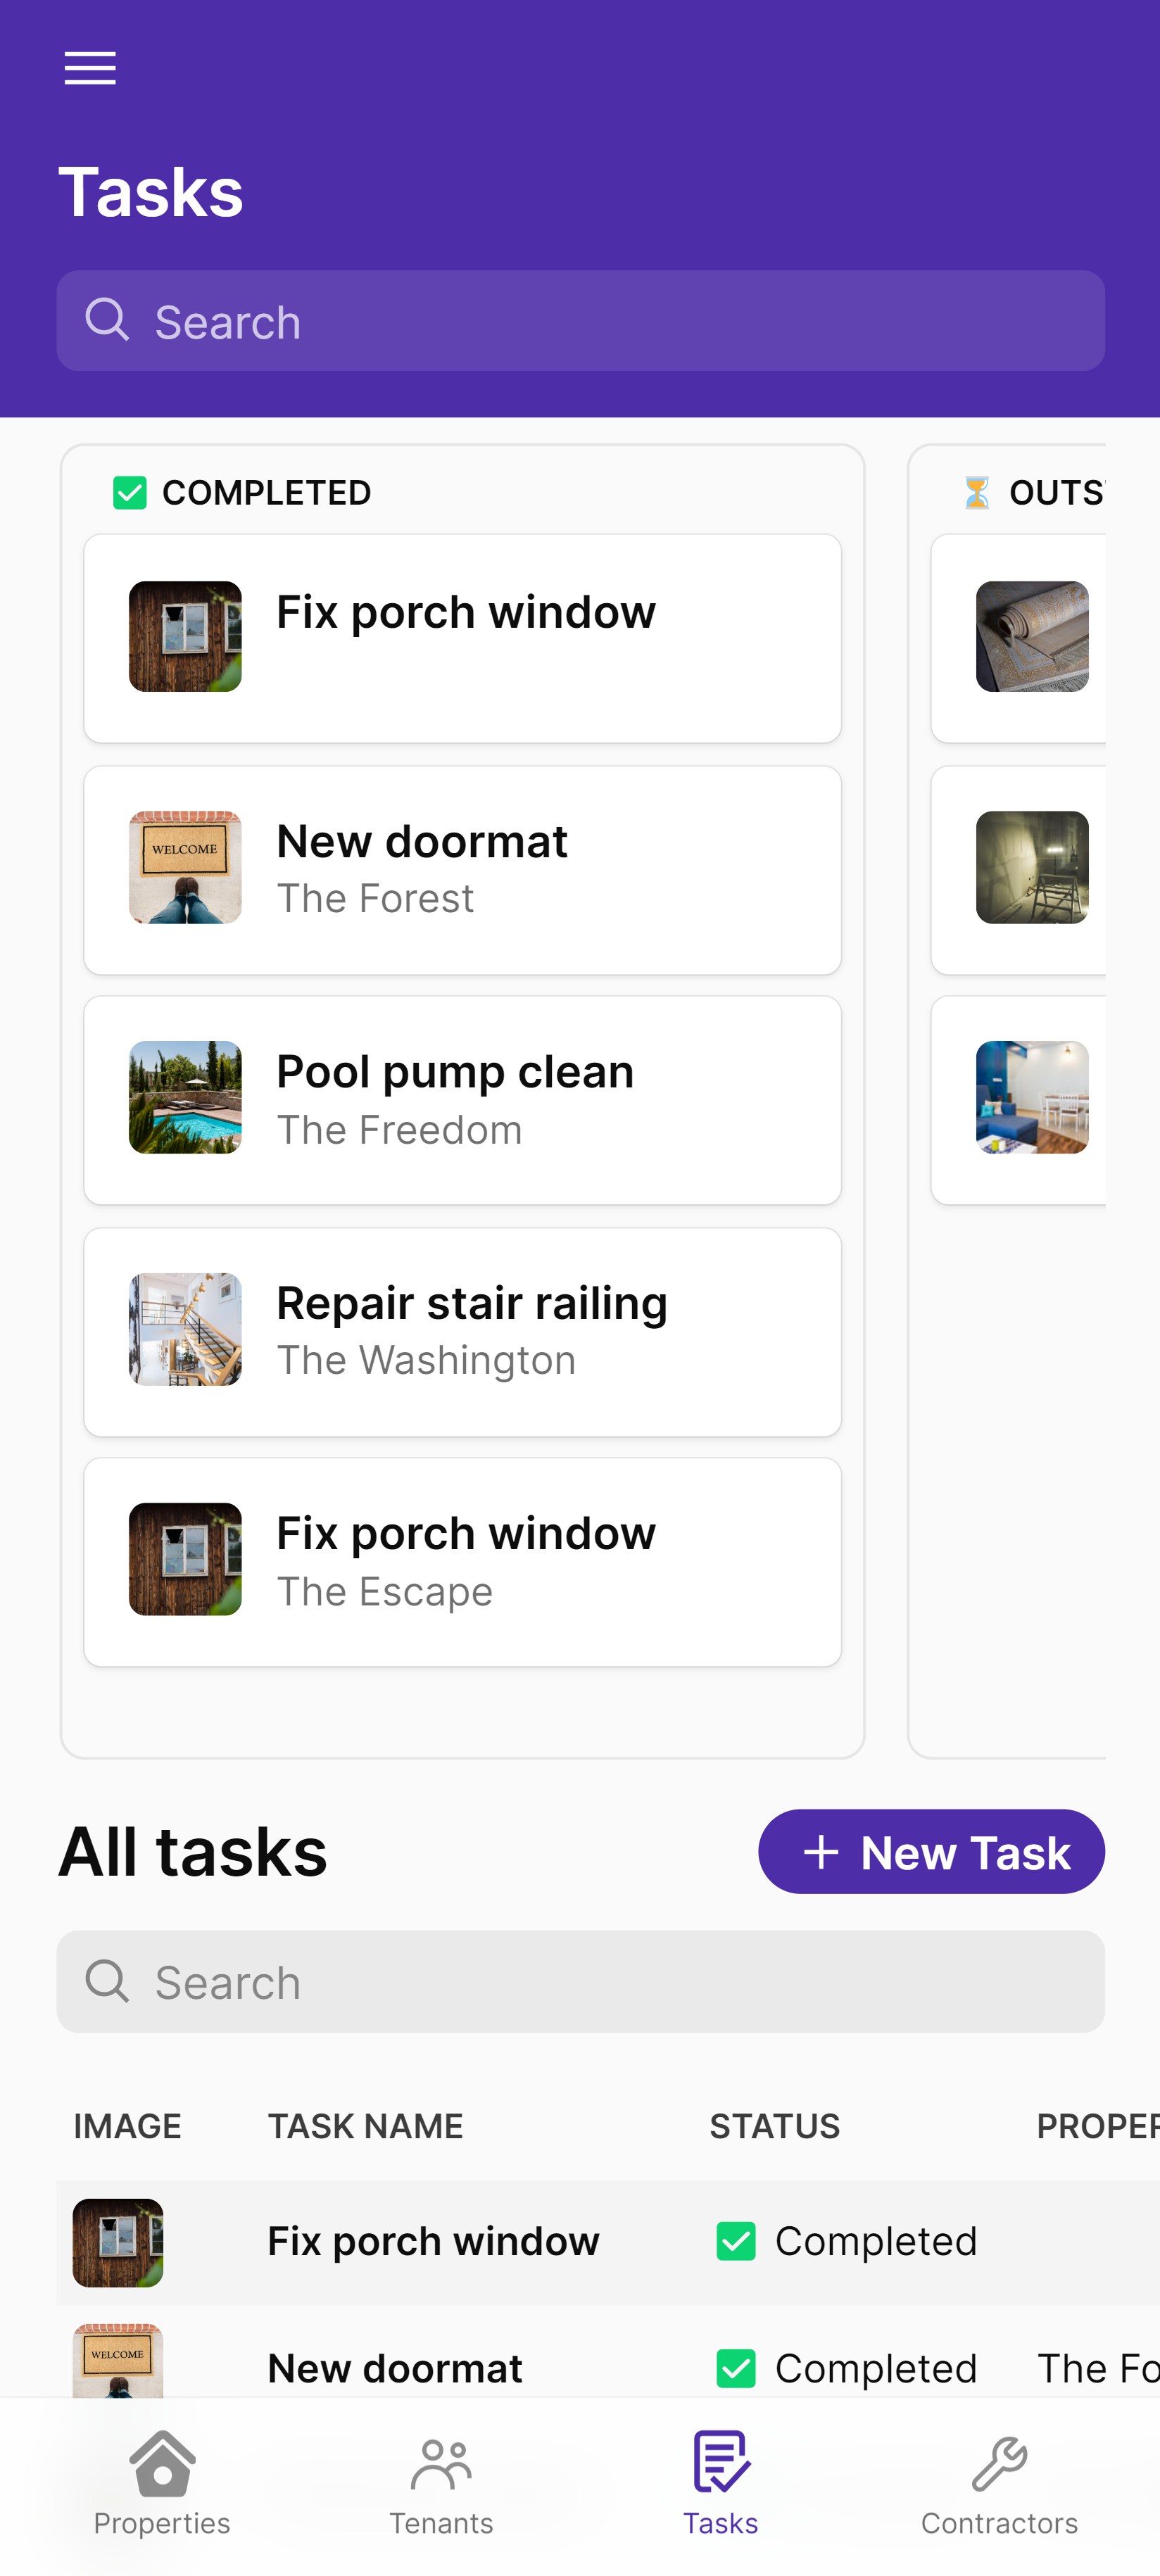 Tasks
Search
COMPLETED
OUTS
Fix porch window
WELCOME
New doormat
The Forest
Pool pump clean
The Freedom
Repair stair railing
The Washington
Fix porch window
The Escape
All tasks
+ New Task
Search
IMAGE TASK NAME STATUS PROPER
Fix porch window Completed
WELCOME
New doormat Completed The Fo
Properties Tenants Tasks Contractors